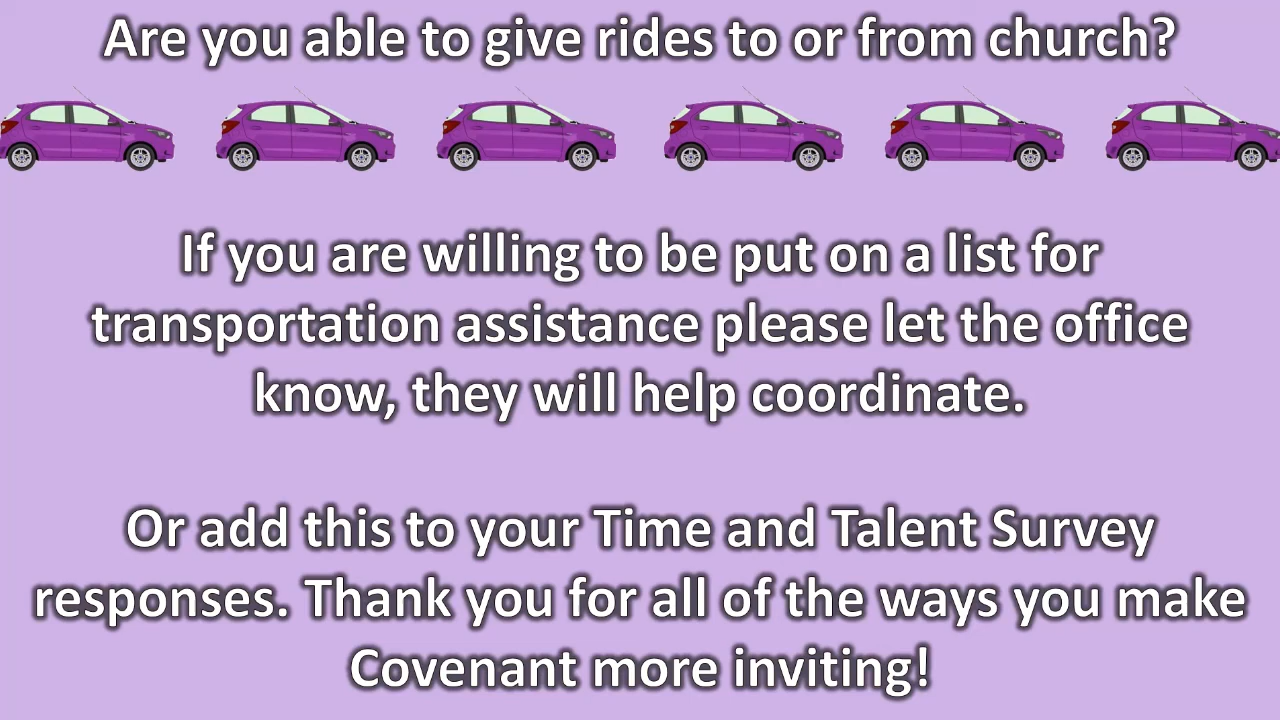 Are you able to give rides to or from church?
If you are willing to be put on a list for
transportation assistance please let the office
know, they will help coordinate.
Or add this to your Time and Talent Survey
responses. Thank you for all of the ways you make
Covenant more inviting!